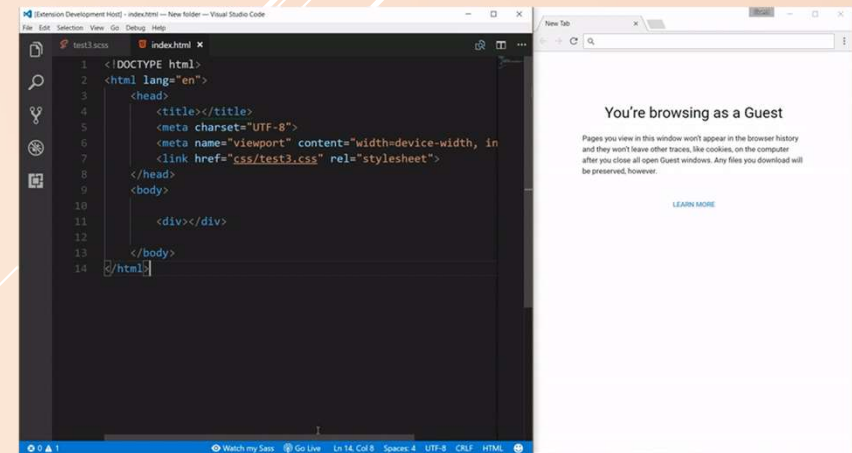 [Extension Development Host] - index.html — New folder — Visual Studio Code
File Edit Selection View Go Debug Help
test3.scss index.html
1 <!DOCTYPE html>
2 <html lang="en">
3 <head>
4 <title></title>
5 <meta charset="UTF-8">
6 <meta name="viewport" content="width=device-width, in
7 <link href="css/test3.css" rel="stylesheet">
8 </head>
9 <body>
10
11 <div></div>
12
13 </body>
14 </html>
0 1 Watch my Sass Go Live Ln 14, Col 8 Spaces: 4 UTF-8 CRLF HTML
New Tab
You're browsing as a Guest
Pages you view in this window won't appear in the browser history
and they won't leave other traces, like cookies, on the computer
after you close all open Guest windows. Any files you download will
be preserved, however.
LEARN MORE